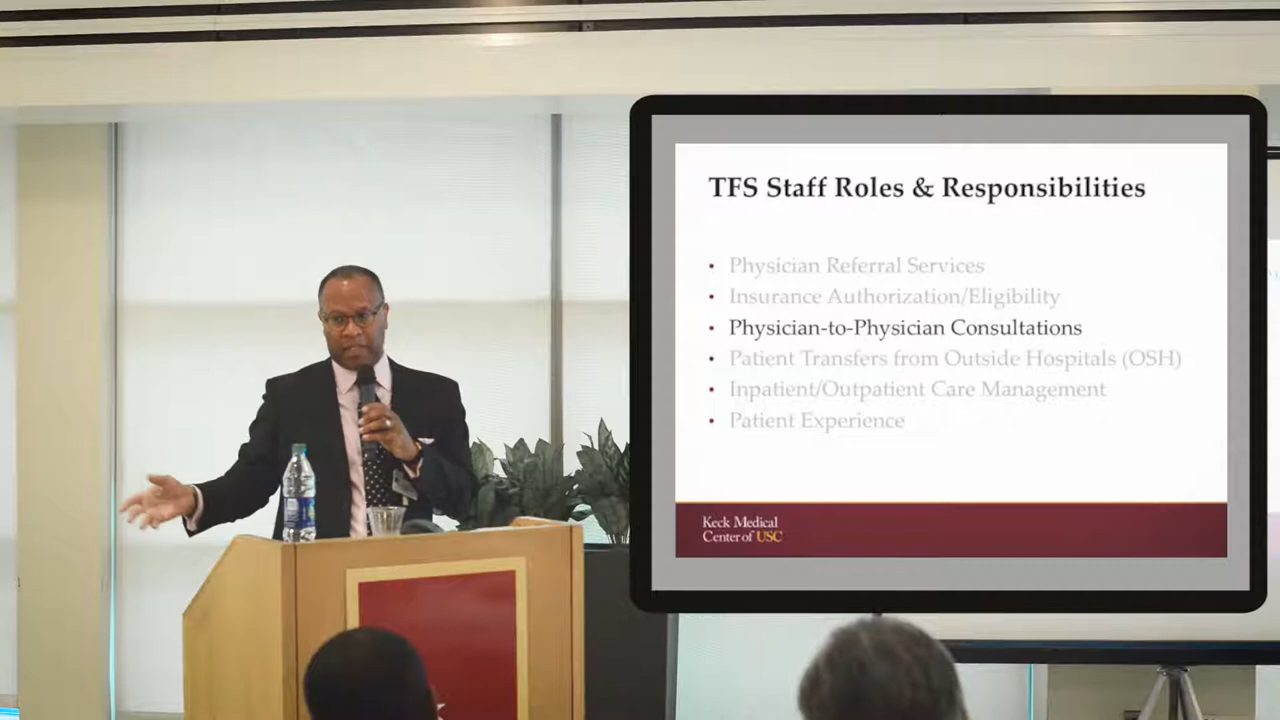 TFS Staff Roles & Responsibilities
• Physician Referral Services
• Insurance Authorization/Eligibility
• Physician-to-Physician Consultations
• Patient Transfers from Outside Hospitals (OSH)
• Inpatient/Outpatient Care Management
• Patient Experience
Keck Medical
Center of USC